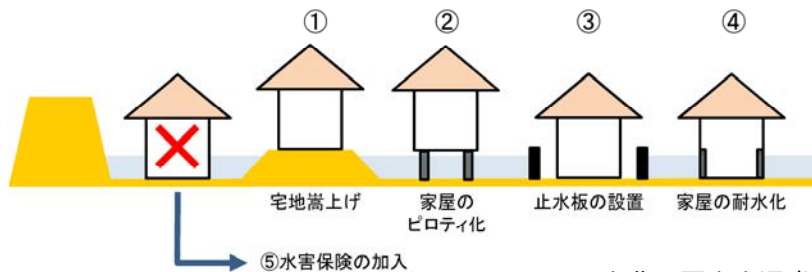 ① ② ③ ④
宅地嵩上げ
家屋の
ピロティ化
止水板の設置
家屋の耐水化
⑤水害保険の加入